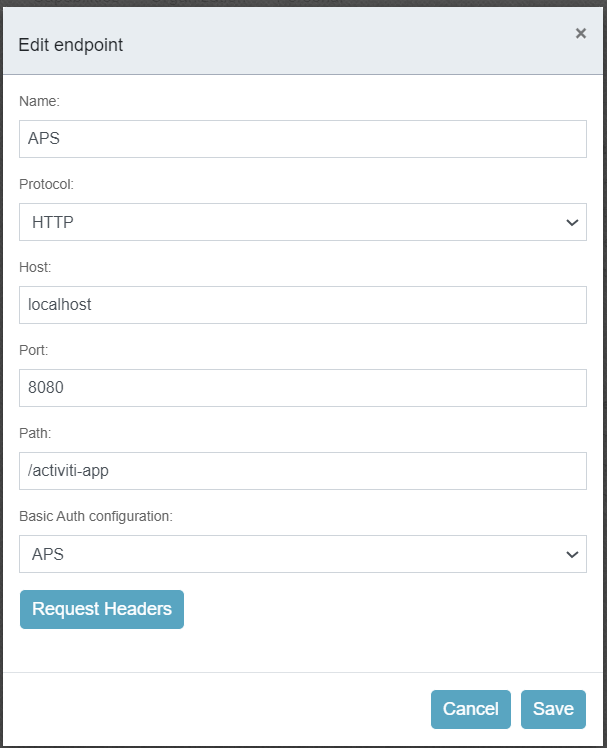 Edit endpoint
×
Name:
APS
Protocol:
HTTP
Host:
localhost
Port:
8080
Path:
/activiti-app
Basic Auth configuration:
APS
Request Headers
Cancel Save